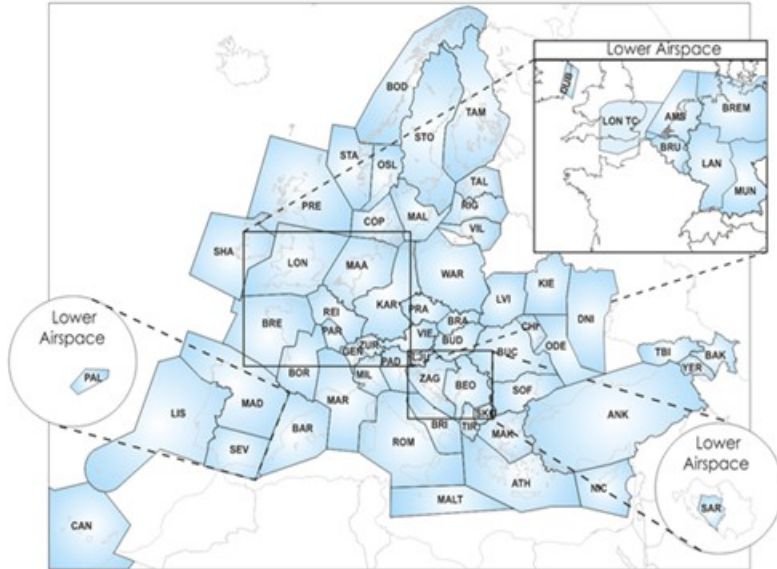 Lower Airspace
DUB
LON TC
AMS
BREM
BRU
LAN
MUN
BOD
STO
TAM
STA
OSL
TAL
RIG
VIL
PRE
COP
MAL
SHA
LON
MAA
WAR
KAR
LVI
KIE
DNI
REI
PRA
BRE
PAR
VIE
BRA
BUD
CHI
ODE
ZUR
GEN
LJU
BUC
TBI
BAK
YER
Lower
Airspace
PAL
BOR
MIL
PAD
ZAG
BEO
SOF
ANK
LIS
MAD
MAR
SKO
BAR
ROM
BRI
TIR
MAK
SEV
ATH
NIC
MALT
CAN
Lower
Airspace
SAR